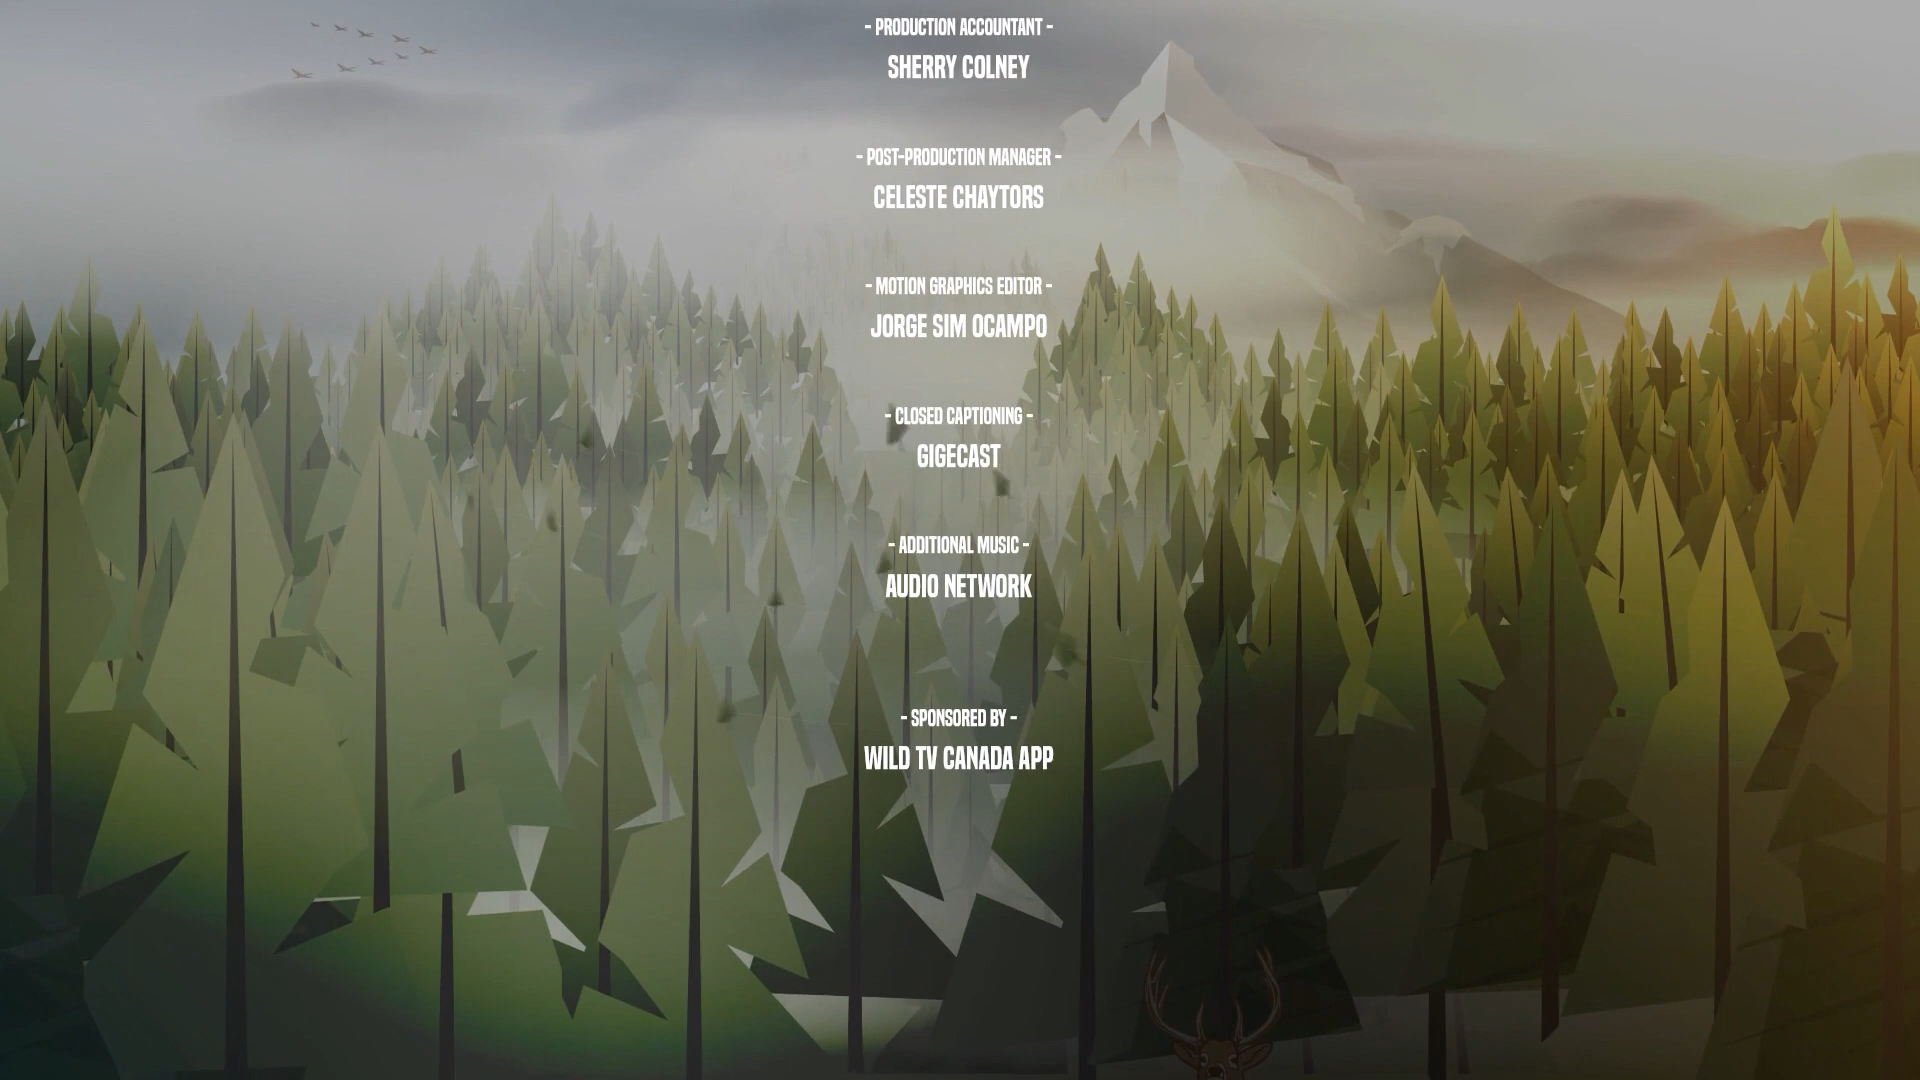 - PRODUCTION ACCOUNTANT -
SHERRY COLNEY
- POST-PRODUCTION MANAGER -
CELESTE CHAYTORS
- MOTION GRAPHICS EDITOR -
JORGE SIM OCAMPO
- CLOSED CAPTIONING -
GIGECAST
- ADDITIONAL MUSIC -
AUDIO NETWORK
- SPONSORED BY -
WILD TV CANADA APP